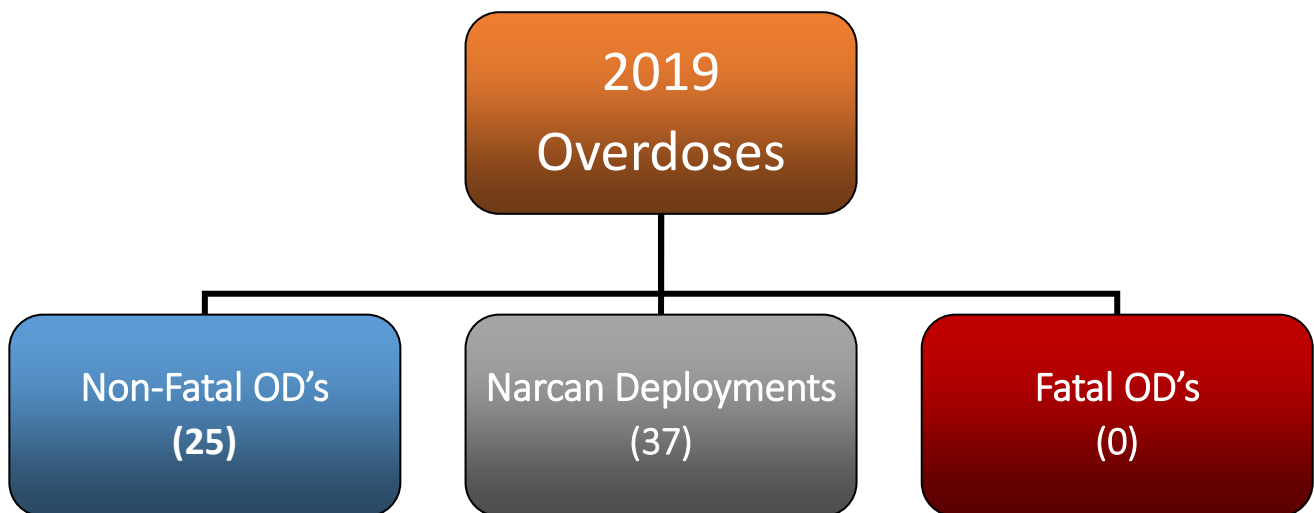 2019
Overdoses
Non-Fatal OD’s
(25)
Narcan Deployments
(37)
Fatal OD’s
(0)